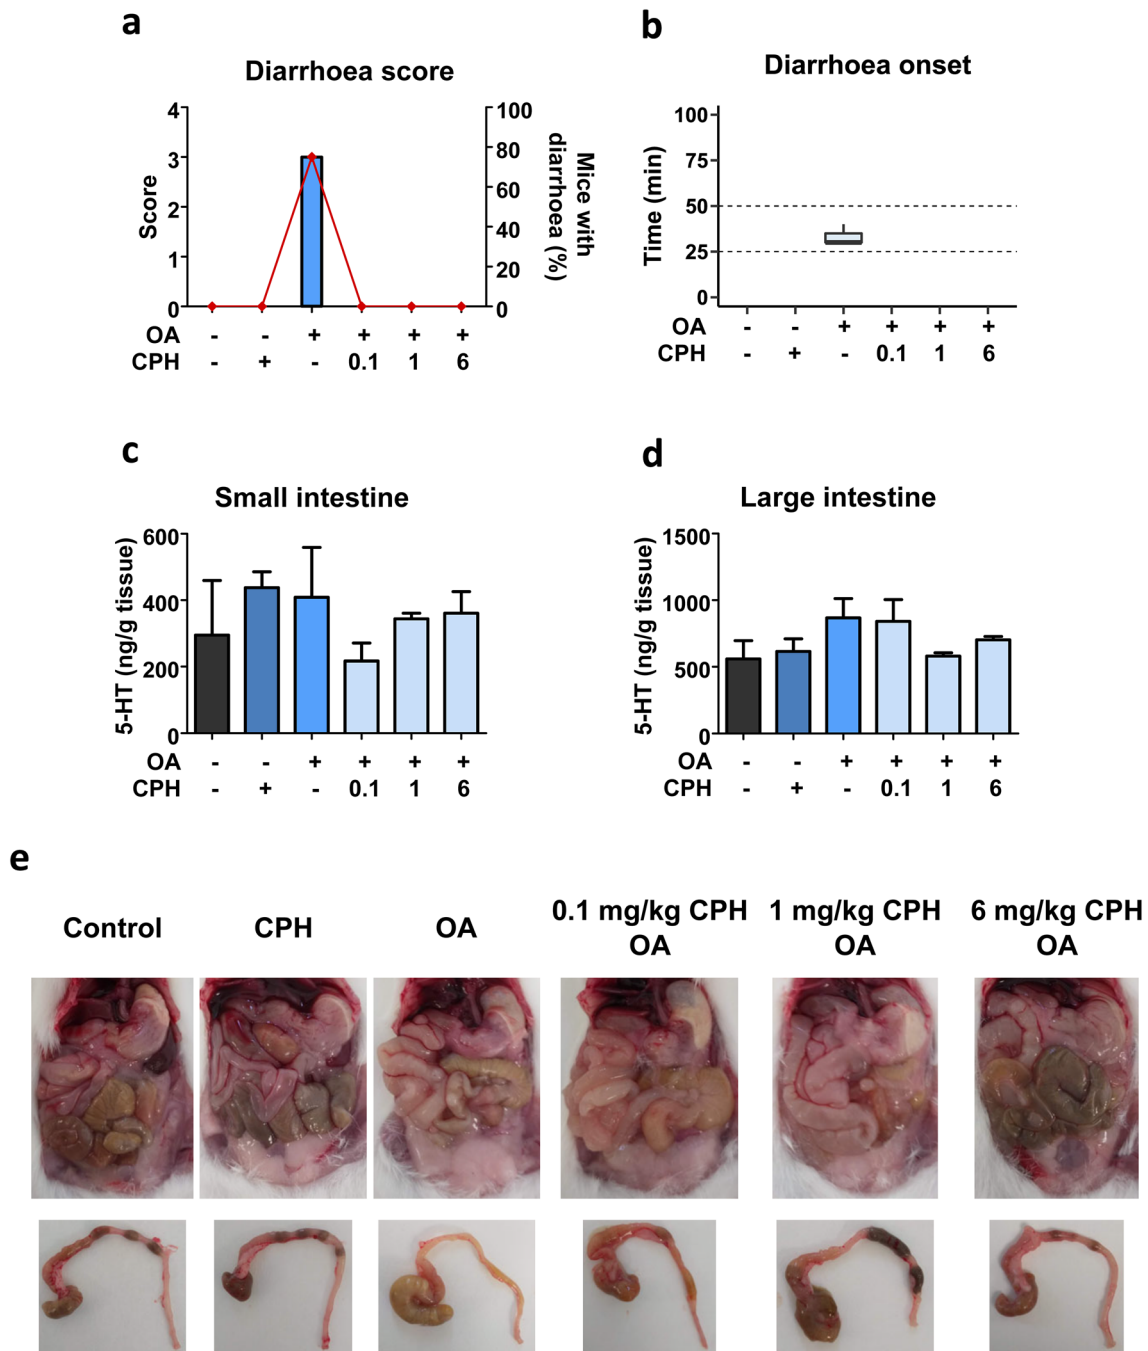 a
Diarrhoea score
4
3
2
1
0
Score
100
80
60
40
20
0
Mice with
diarrhoea (%)
OA - - + + + +
CPH - + - 0.1 1 6
b
Diarrhoea onset
100
75
50
25
0
Time (min)
OA - - + + + +
CPH - + - 0.1 1 6
c
Small intestine
600
400
200
0
5-HT (ng/g tissue)
OA - - + + + +
CPH - + - 0.1 1 6
d
Large intestine
1500
1000
500
0
5-HT (ng/g tissue)
OA - - + + + +
CPH - + - 0.1 1 6
e
Control
CPH
OA
0.1 mg/kg CPH
OA
1 mg/kg CPH
OA
6 mg/kg CPH
OA